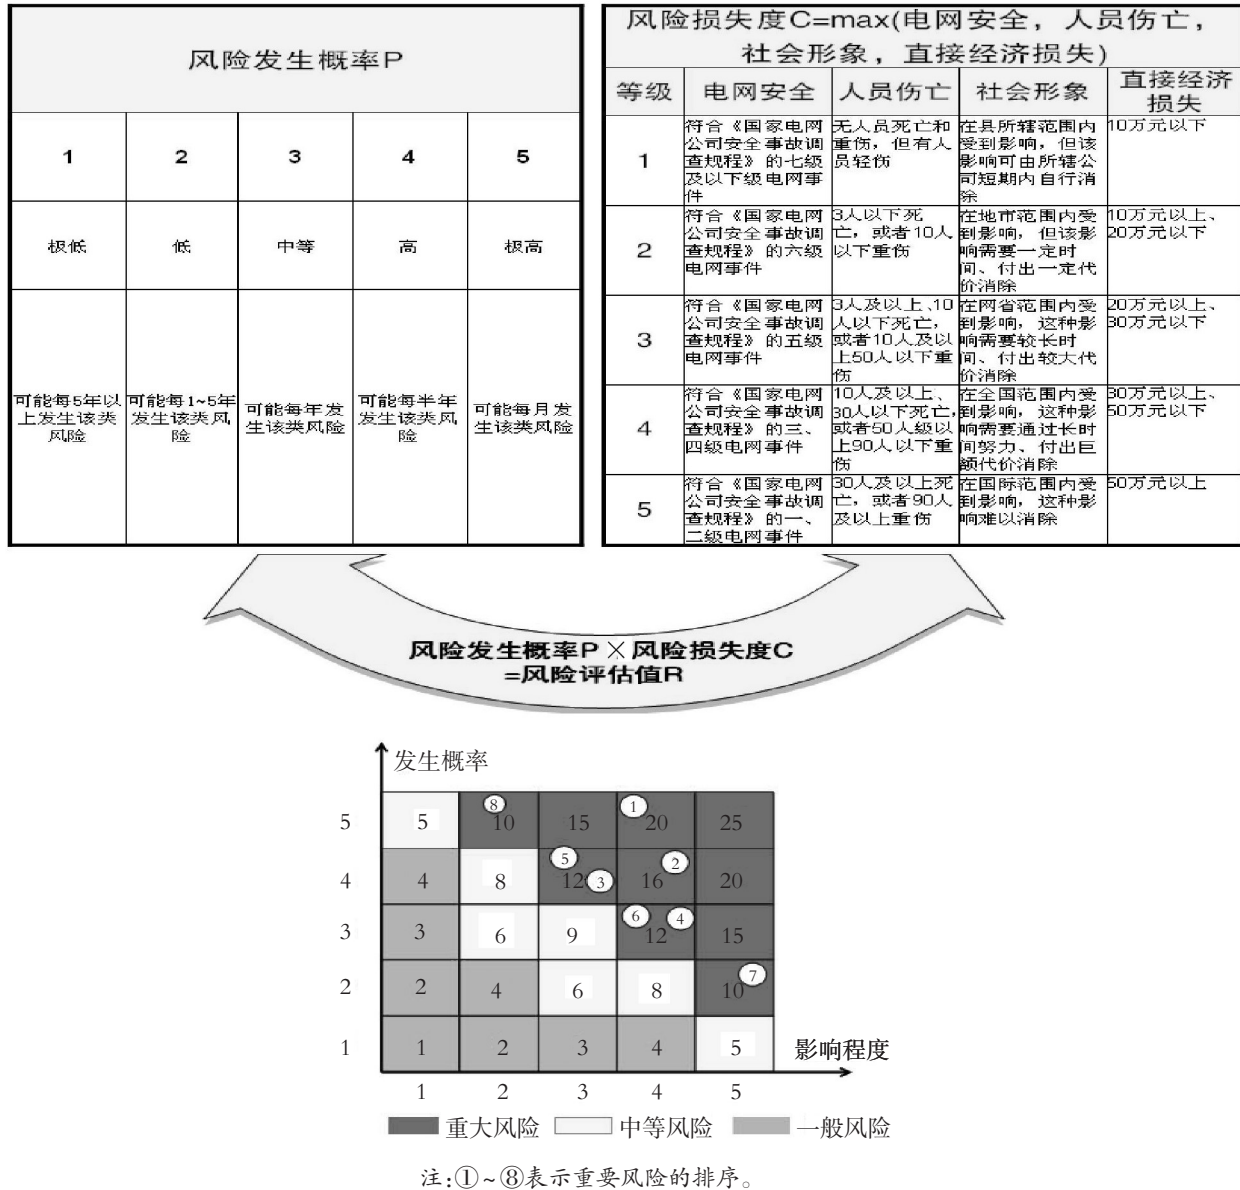 风险发生概率P
1 2 3 4 5
极低 低 中等 高 极高
可能每5年以 可能每1~5年 可能每年发 可能每半年 可能每月发
上发生该类 发生该类风 生该类风险 发生该类风 生该类风险
风险 险 险
风险损失度C=max(电网安全，人员伤亡，
社会形象，直接经济损失)
等级 电网安全 人员伤亡 社会形象 直接经济
损失
符合《国家电网 无人员死亡和 在县所辖范围内 10万元以下
公司安全事故调 重伤，但有人 受到影响，但该
1 查规程》的七级 员轻伤 影响可由所辖公
及以下级电网事 司短期内自行消
件 除
符合《国家电网 3人以下死 在地市范围内受 10万元以上、
公司安全事故调 亡，或者10人 到影响，但该影 20万元以下
2 查规程》的六级 以下重伤 响需要一定时
电网事件 间、付出一定代
价消除
符合《国家电网 3人及以上、10 在网省范围内受 20万元以上、
公司安全事故调 人以下死亡， 到影响，这种影 30万元以下
3 查规程》的五级 或者10人及以 响需要较长时
电网事件 上50人以下重 间、付出较大代
伤 价消除
符合《国家电网 10人及以上、 在全国范围内受 30万元以上、
公司安全事故调 30人以下死亡， 到影响，这种影 50万元以下
4 查规程》的三、 或者50人级以 响需要通过长时
四级电网事件 上90人以下重 间努力、付出巨
伤 额代价消除
符合《国家电网 30人及以上死 在国际范围内受 50万元以上
公司安全事故调 亡，或者90人 到影响，这种影
5 查规程》的一、 及以上重伤 响难以消除
二级电网事件
风险发生概率P×风险损失度C
=风险评估值R
发生概率
5 5 ⑧ 10 15 ① 20 25
4 4 8 ⑤ 12 ③ 16 ② 20
3 3 6 9 ⑥ 12 ④ 15
2 2 4 6 8 10 ⑦
1 1 2 3 4 5 影响程度
1 2 3 4 5
重大风险 中等风险 一般风险
注:①~⑧表示重要风险的排序。